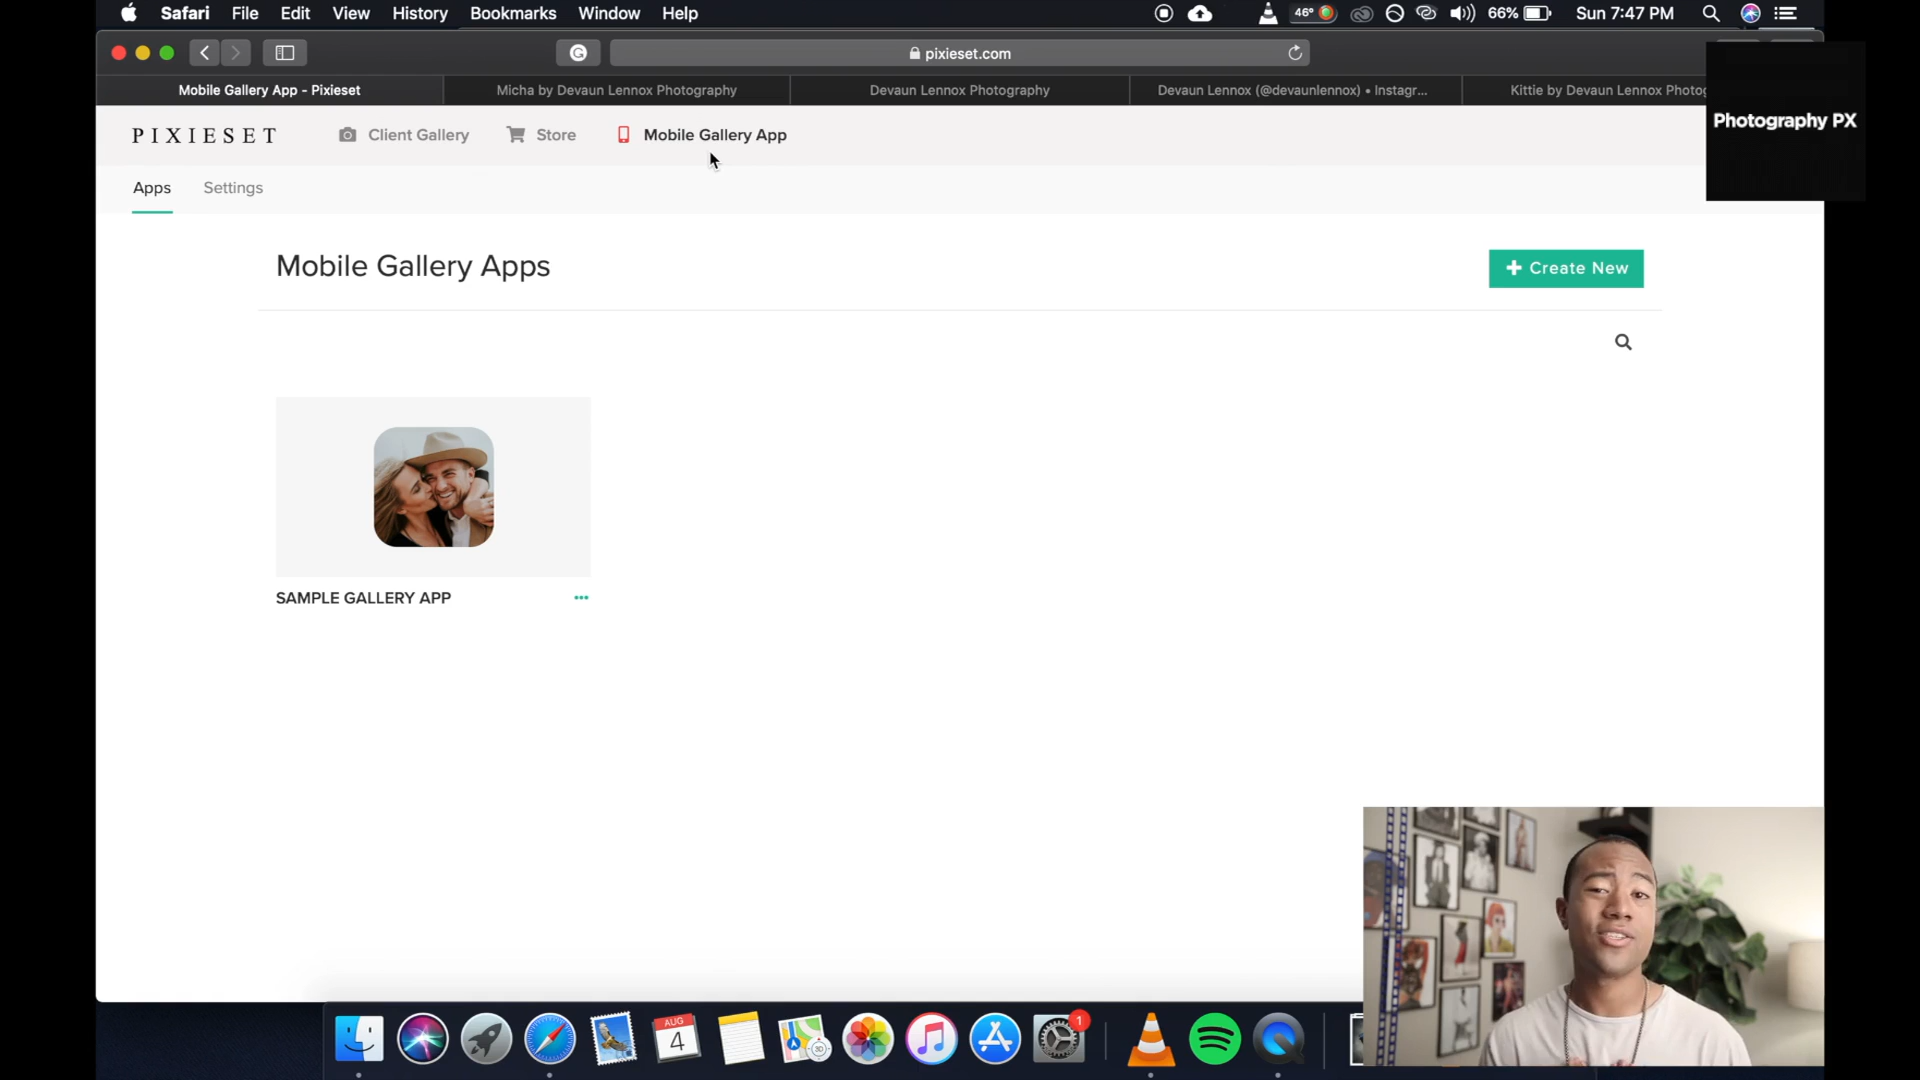 Safari File Edit View History Bookmarks Window Help 46° 66% Sun 7:47 PM
pixieset.com
Mobile Gallery App - Pixieset Micha by Devaun Lennox Photography Devaun Lennox Photography Devaun Lennox (@devaunlennox) • Instagr... Kittie by Devaun Lennox Photog
Photography PX
PIXIESET Client Gallery Store Mobile Gallery App
Apps Settings
Mobile Gallery Apps
+ Create New
SAMPLE GALLERY APP •••
AUG
4
3D
1